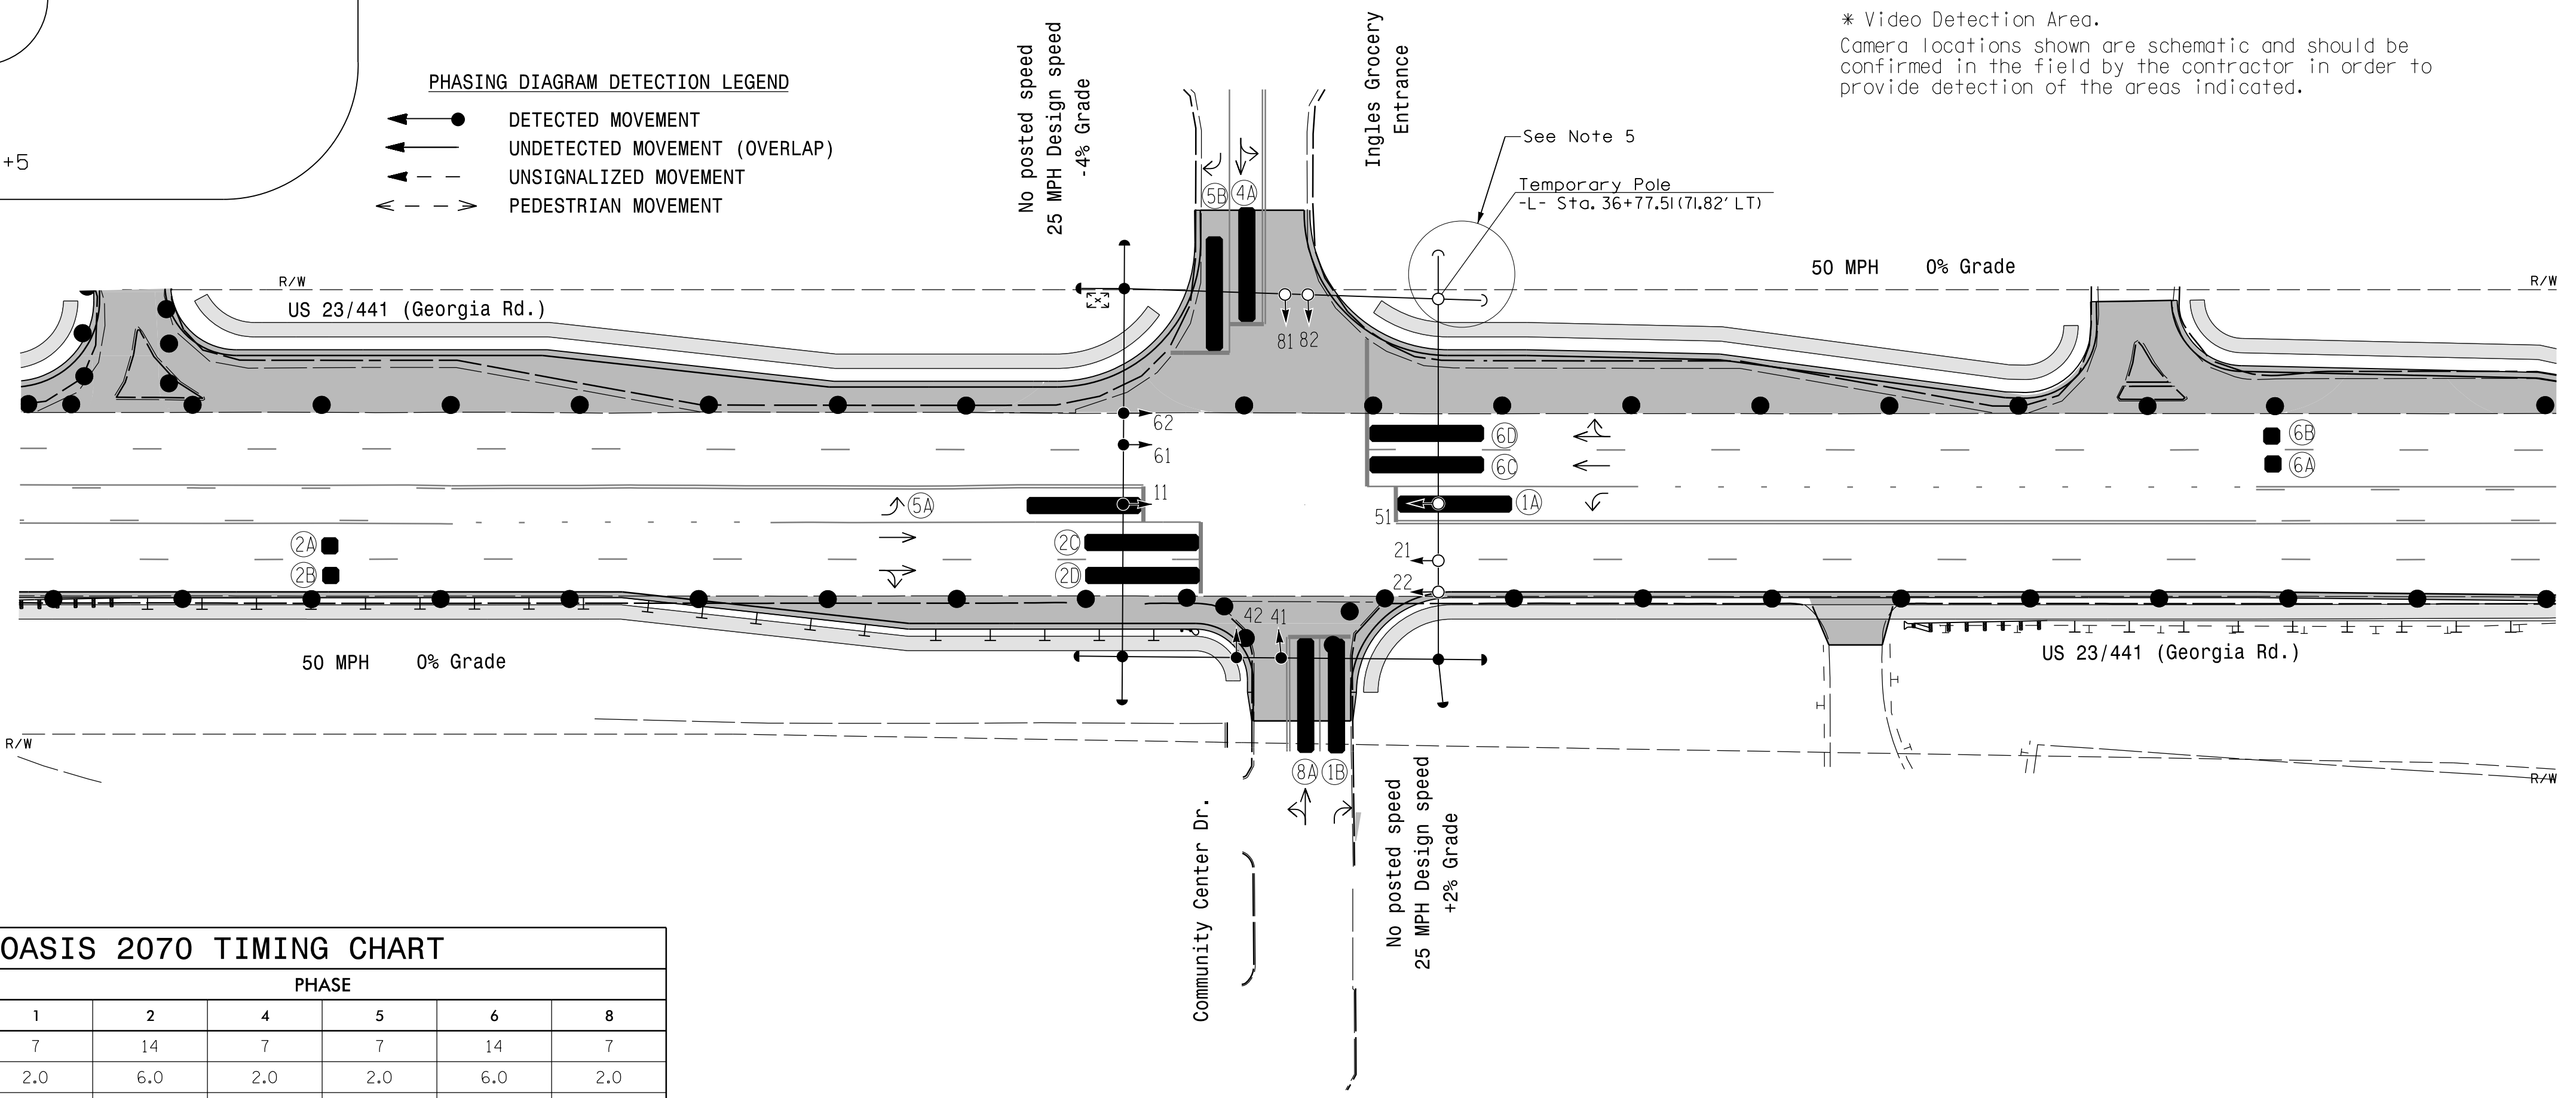 * Video Detection Area.
Camera locations shown are schematic and should be
confirmed in the field by the contractor in order to
provide detection of the areas indicated.
PHASING DIAGRAM DETECTION LEGEND
DETECTED MOVEMENT
UNDETECTED MOVEMENT (OVERLAP)
UNSIGNALIZED MOVEMENT
PEDESTRIAN MOVEMENT
+5
No posted speed
25 MPH Design speed
-4% Grade
Ingles Grocery
Entrance
See Note 5
Temporary Pole
-L- Sta. 36+77.51(71.82' LT)
5B
4A
R/W
US 23/441 (Georgia Rd.)
50 MPH 0% Grade
R/W
81 82
62
61
11
6D
6C
6B
6A
5A
1A
51
2A
2B
2C
2D
21
22
42 41
50 MPH 0% Grade
US 23/441 (Georgia Rd.)
R/W
R/W
8A
1B
Community Center Dr.
No posted speed
25 MPH Design speed
+2% Grade
OASIS 2070 TIMING CHART
PHASE
1 2 4 5 6 8
7 14 7 7 14 7
2.0 6.0 2.0 2.0 6.0 2.0